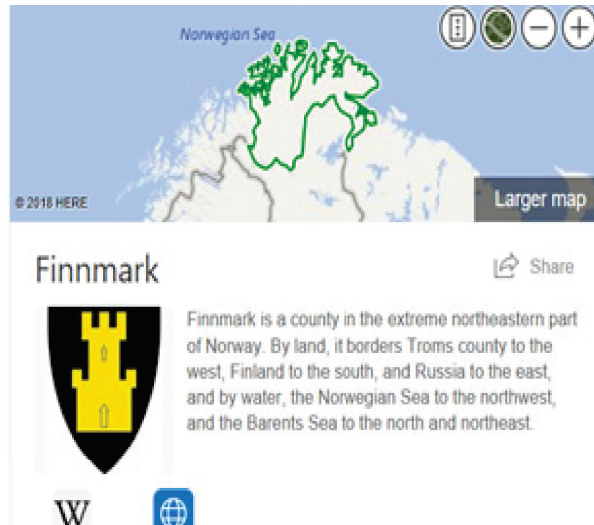 Norwegian Sea
© 2018 HERE
Larger map
Finnmark
Share
Finnmark is a county in the extreme northeastern part
of Norway. By land, it borders Troms county to the
west, Finland to the south, and Russia to the east,
and by water, the Norwegian Sea to the northwest,
and the Barents Sea to the north and northeast.
W